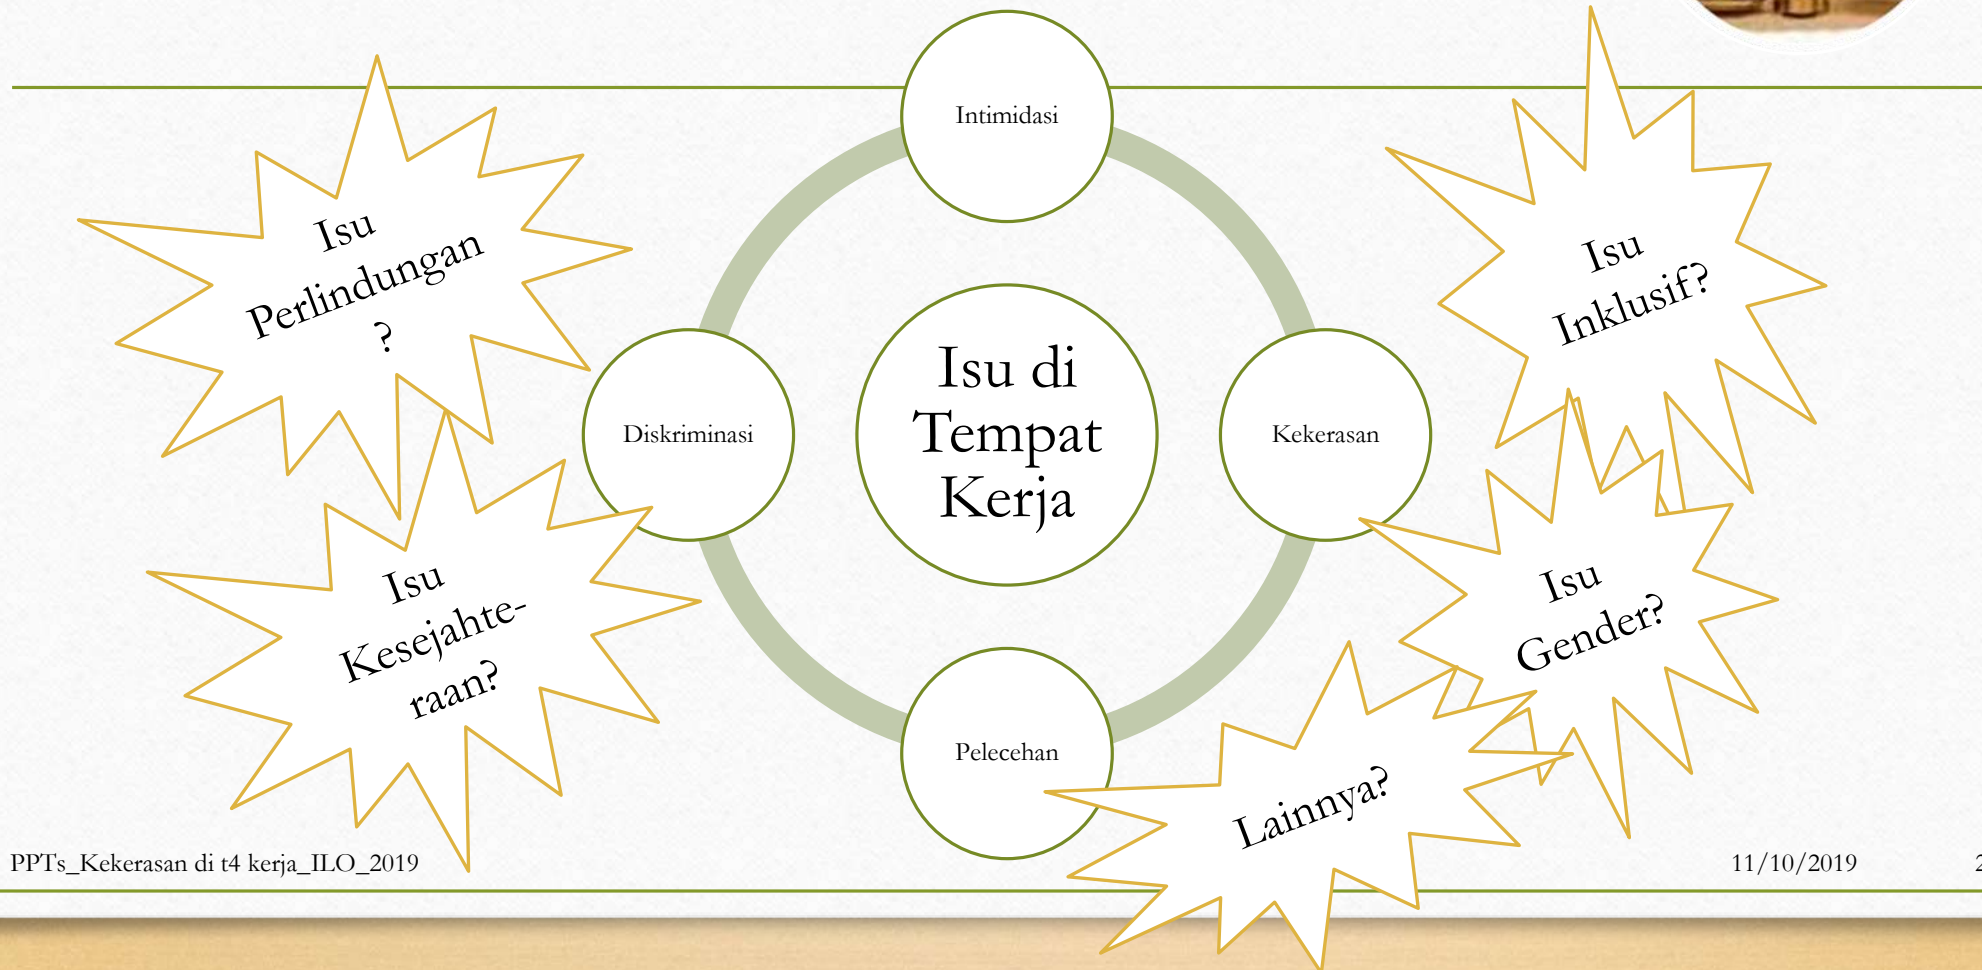 Intimidasi
Isu
Perlindungan
?
Isu
Inklusif?
Isu di
Tempat
Kerja
Diskriminasi
Kekerasan
Isu
Kesejahte-
raan?
Isu
Gender?
Pelecehan
Lainnya?
PPTs_Kekerasan di t4 kerja_ILO_2019
11/10/2019
2